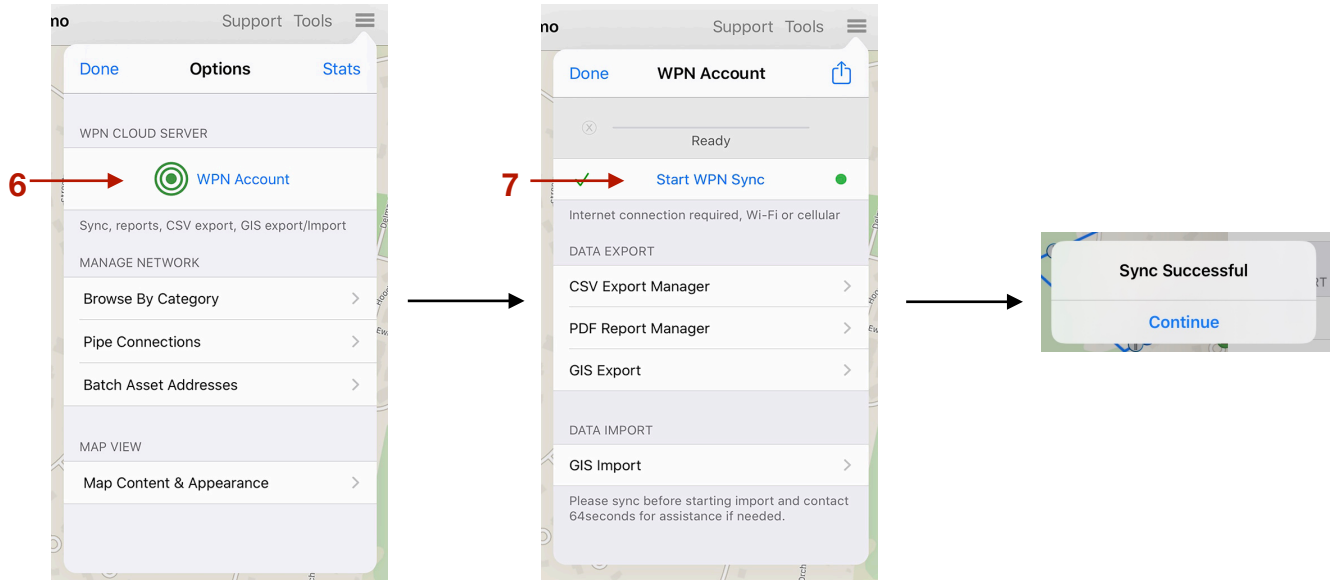 no
Support Tools
Done Options Stats
WPN CLOUD SERVER
6
WPN Account
Sync, reports, CSV export, GIS export/Import
MANAGE NETWORK
Browse By Category
Pipe Connections
Batch Asset Addresses
MAP VIEW
Map Content & Appearance
no
Support Tools
Done WPN Account
Ready
7
Start WPN Sync
Internet connection required, Wi-Fi or cellular
DATA EXPORT
CSV Export Manager
PDF Report Manager
GIS Export
DATA IMPORT
GIS Import
Please sync before starting import and contact
64seconds for assistance if needed.
Sync Successful
Continue